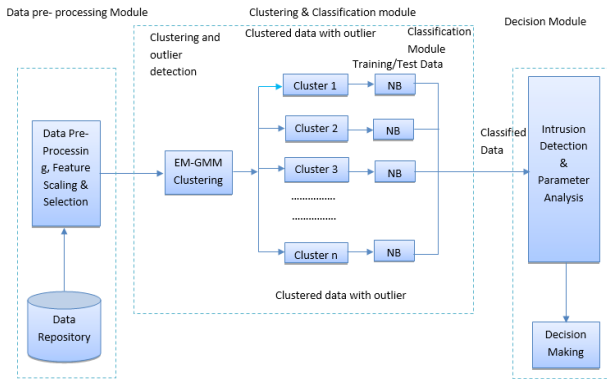 Data pre- processing Module
Clustering & Classification module
Decision Module
Clustering and
outlier
detection
Clustered data with outlier
Classification
Module
Training/Test Data
Data Pre-
Processin
g, Feature
Scaling &
Selection
EM-GMM
Clustering
Cluster 1
NB
Cluster 2
NB
Cluster 3
NB
................
................
Cluster n
NB
Clustered data with outlier
Classified
Data
Intrusion
Detection
&
Parameter
Analysis
Data
Repository
Decision
Making